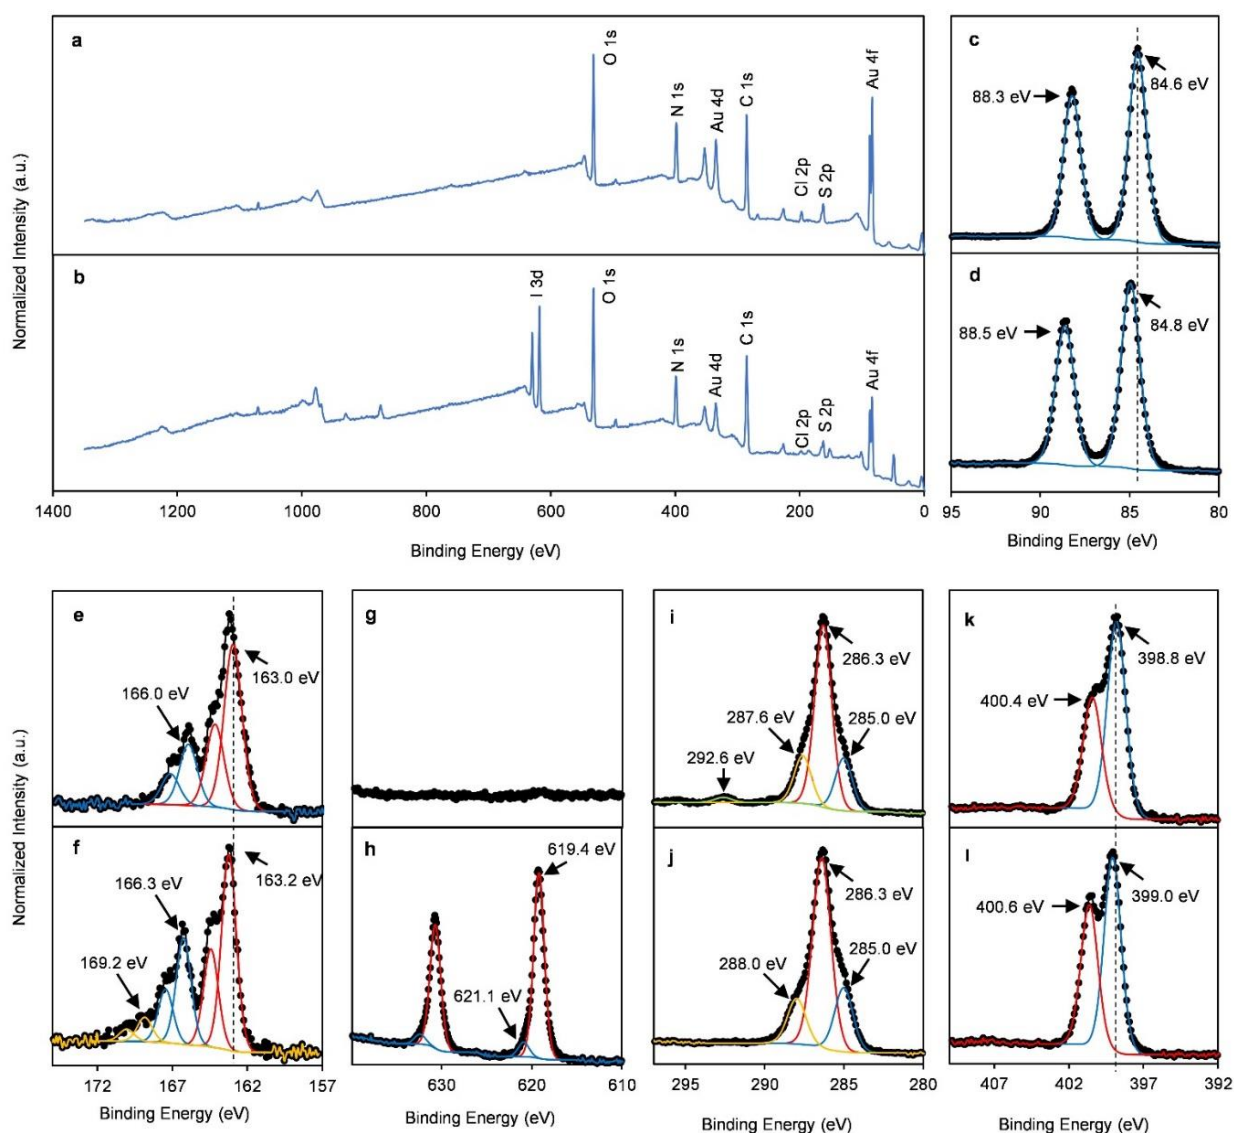 a
O 1s
N 1s
Au 4d
C 1s
Cl 2p
S 2p
Au 4f
Normalized Intensity (a.u.)
b
I 3d
O 1s
N 1s
Au 4d
C 1s
Cl 2p
S 2p
Au 4f
1400
1200
1000
800
600
400
200
0
Binding Energy (eV)
c
88.3 eV
84.6 eV
d
88.5 eV
84.8 eV
95
90
85
80
Binding Energy (eV)
Normalized Intensity (a.u.)
e
166.0 eV
163.0 eV
f
166.3 eV
163.2 eV
169.2 eV
172
167
162
157
Binding Energy (eV)
g
h
619.4 eV
621.1 eV
630
620
610
Binding Energy (eV)
i
286.3 eV
287.6 eV
285.0 eV
292.6 eV
j
286.3 eV
288.0 eV
285.0 eV
295
290
285
280
Binding Energy (eV)
k
398.8 eV
400.4 eV
l
399.0 eV
400.6 eV
407
402
397
392
Binding Energy (eV)